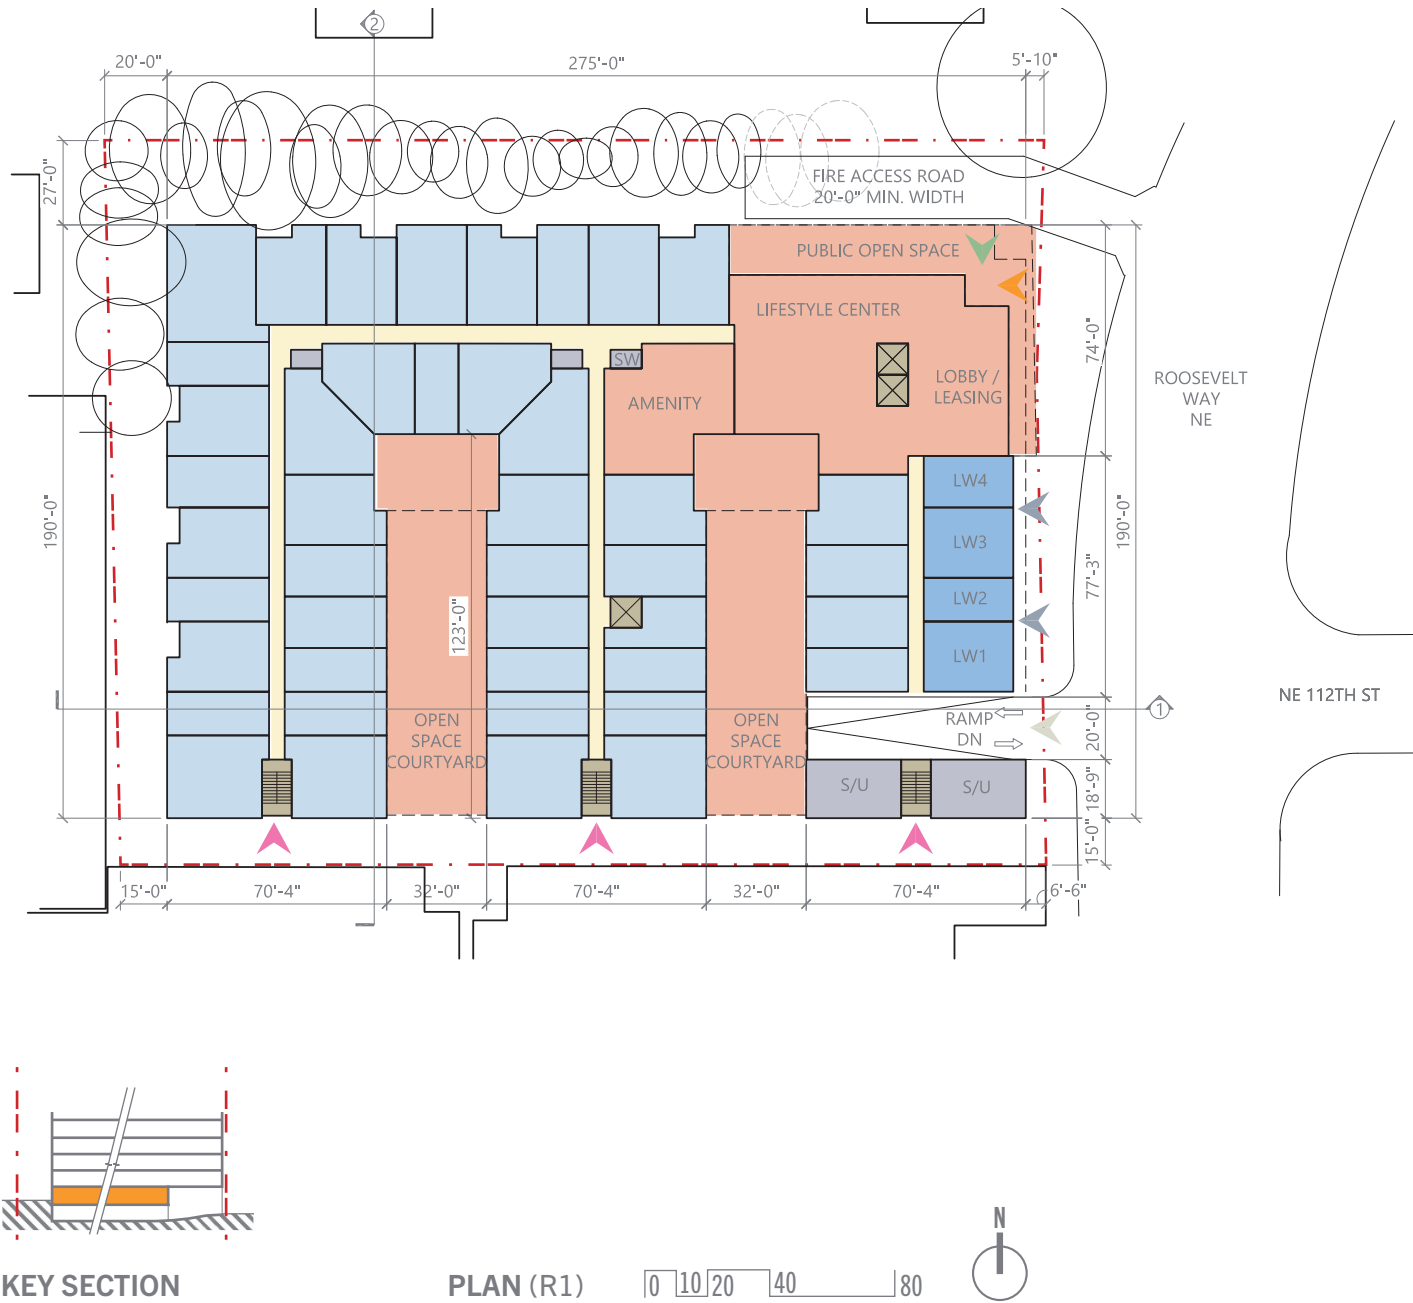 2
20'-0"
275'-0"
5'-10"
27'-0"
FIRE ACCESS ROAD
20'-0" MIN. WIDTH
PUBLIC OPEN SPACE
LIFESTYLE CENTER
74'-0"
SW
LOBBY /
LEASING
AMENITY
ROOSEVELT
WAY
NE
190'-0"
190'-0"
LW4
LW3
LW2
LW1
77'-3"
123'-0"
NE 112TH ST
1
OPEN
SPACE
COURTYARD
OPEN
SPACE
COURTYARD
RAMP
DN
20'-0"
S/U
S/U
18'-9"
15'-0"
15'-0"
70'-4"
32'-0"
70'-4"
32'-0"
70'-4"
6'-6"
N
KEY SECTION
PLAN (R1)
0 10 20 40 80